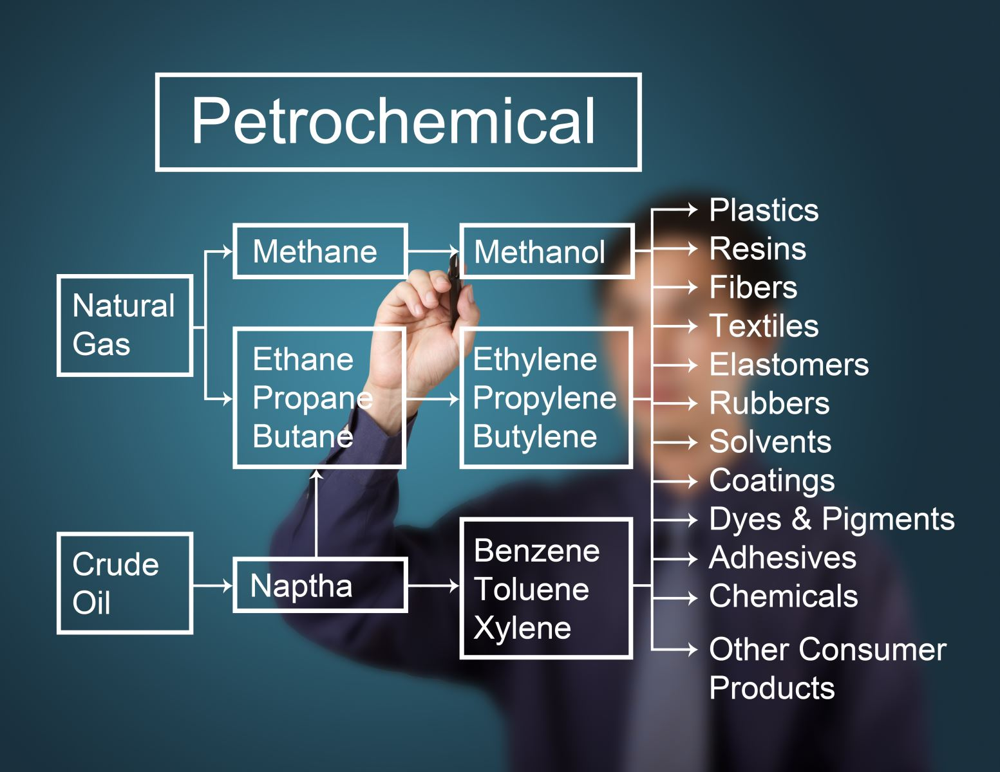 Petrochemical
Natural
Gas
Methane
Methanol
Ethane
Propane
Butane
Ethylene
Propylene
Butylene
Crude
Oil
Naptha
Benzene
Toluene
Xylene
Plastics
Resins
Fibers
Textiles
Elastomers
Rubbers
Solvents
Coatings
Dyes & Pigments
Adhesives
Chemicals
Other Consumer
Products